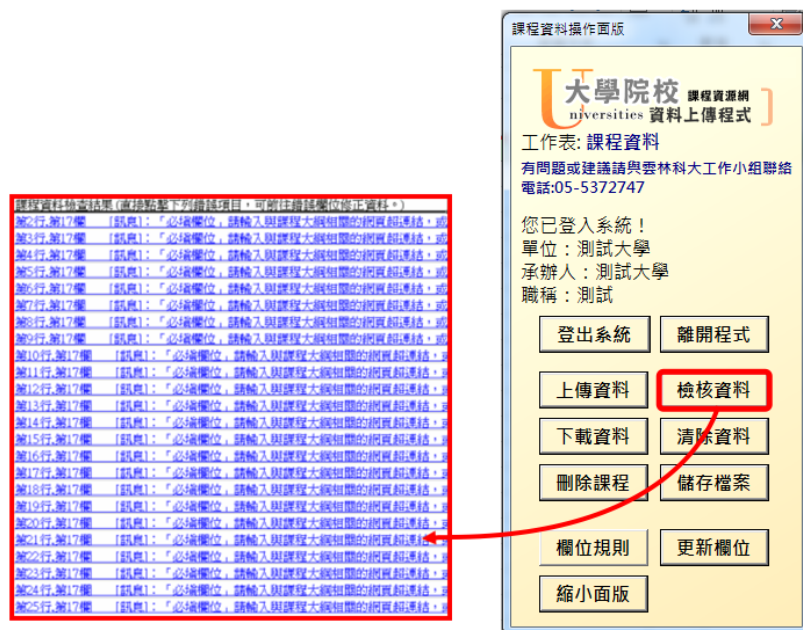 課程資料檢查結果(直接點擊下列錯誤項目，可前往錯誤欄位修正資料。)
第2行,第17欄 [訊息]：「必填欄位」請輸入與課程大綱相關的網頁超連結，或
第3行,第17欄 [訊息]：「必填欄位」請輸入與課程大綱相關的網頁超連結，或
第4行,第17欄 [訊息]：「必填欄位」請輸入與課程大綱相關的網頁超連結，或
第5行,第17欄 [訊息]：「必填欄位」請輸入與課程大綱相關的網頁超連結，或
第6行,第17欄 [訊息]：「必填欄位」請輸入與課程大綱相關的網頁超連結，或
第7行,第17欄 [訊息]：「必填欄位」請輸入與課程大綱相關的網頁超連結，或
第8行,第17欄 [訊息]：「必填欄位」請輸入與課程大綱相關的網頁超連結，或
第9行,第17欄 [訊息]：「必填欄位」請輸入與課程大綱相關的網頁超連結，或
第10行,第17欄 [訊息]：「必填欄位」請輸入與課程大綱相關的網頁超連結，
第11行,第17欄 [訊息]：「必填欄位」請輸入與課程大綱相關的網頁超連結，
第12行,第17欄 [訊息]：「必填欄位」請輸入與課程大綱相關的網頁超連結，
第13行,第17欄 [訊息]：「必填欄位」請輸入與課程大綱相關的網頁超連結，
第14行,第17欄 [訊息]：「必填欄位」請輸入與課程大綱相關的網頁超連結，
第15行,第17欄 [訊息]：「必填欄位」請輸入與課程大綱相關的網頁超連結，
第16行,第17欄 [訊息]：「必填欄位」請輸入與課程大綱相關的網頁超連結，
第17行,第17欄 [訊息]：「必填欄位」請輸入與課程大綱相關的網頁超連結，
第18行,第17欄 [訊息]：「必填欄位」請輸入與課程大綱相關的網頁超連結，
第19行,第17欄 [訊息]：「必填欄位」請輸入與課程大綱相關的網頁超連結，
第20行,第17欄 [訊息]：「必填欄位」請輸入與課程大綱相關的網頁超連結，
第21行,第17欄 [訊息]：「必填欄位」請輸入與課程大綱相關的網頁超連結，
第22行,第17欄 [訊息]：「必填欄位」請輸入與課程大綱相關的網頁超連結，
第23行,第17欄 [訊息]：「必填欄位」請輸入與課程大綱相關的網頁超連結，
第24行,第17欄 [訊息]：「必填欄位」請輸入與課程大綱相關的網頁超連結，
第25行,第17欄 [訊息]：「必填欄位」請輸入與課程大綱相關的網頁超連結，
課程資料操作面版
大學院校 課程資源網
Universities 資料上傳程式
工作表: 課程資料
有問題或建議請與雲林科大工作小組聯絡
電話:05-5372747
您已登入系統！
單位：測試大學
承辦人：測試大學
職稱：測試
登出系統 離開程式
上傳資料 檢核資料
下載資料 清除資料
刪除課程 儲存檔案
欄位規則 更新欄位
縮小面版